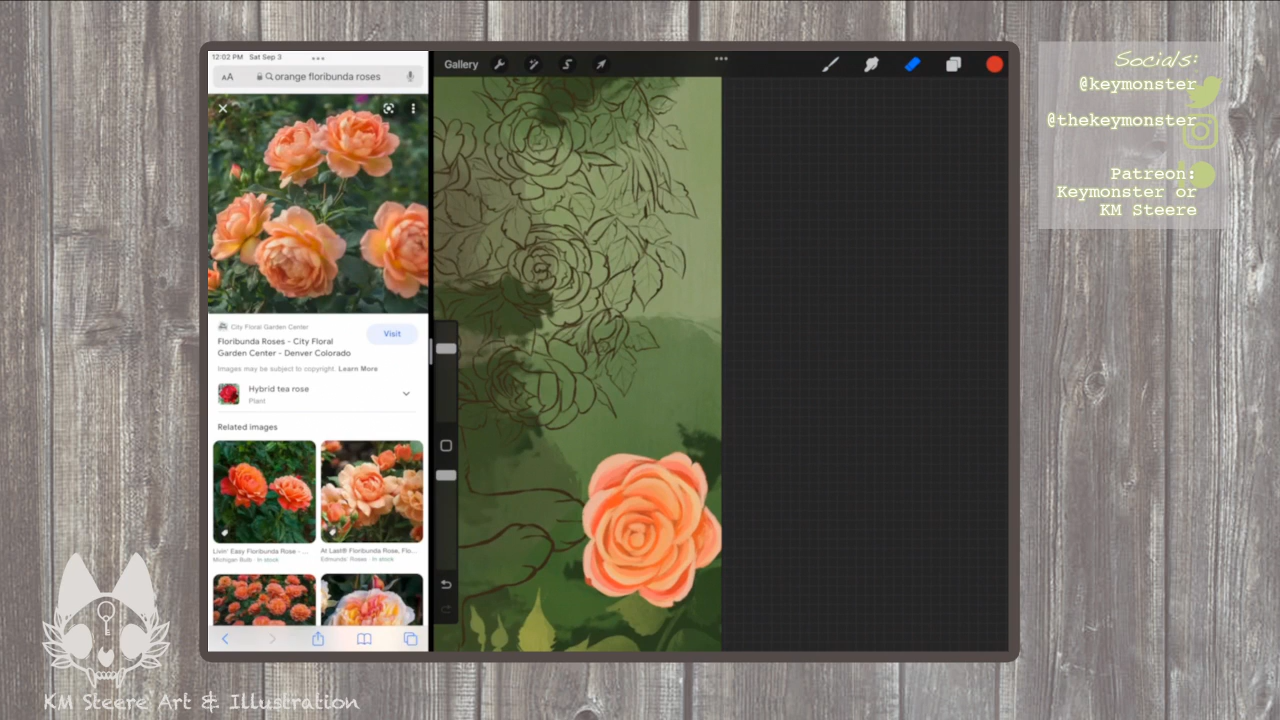 12:02 PM Sat Sep 3
AA orange floribunda roses
City Floral Garden Center
Visit
Floribunda Roses - City Floral
Garden Center - Denver Colorado
Images may be subject to copyright. Learn More
Hybrid tea rose
Plant
Related images
Livin' Easy Floribunda Rose - ...
Michigan Bulb · In stock
At Last® Floribunda Rose, Flo...
Edmunds' Roses · In stock
Gallery
Socials:
@keymonster
@thekeymonster
Patreon:
Keymonster or
KM Steere
KM Steere Art & Illustration